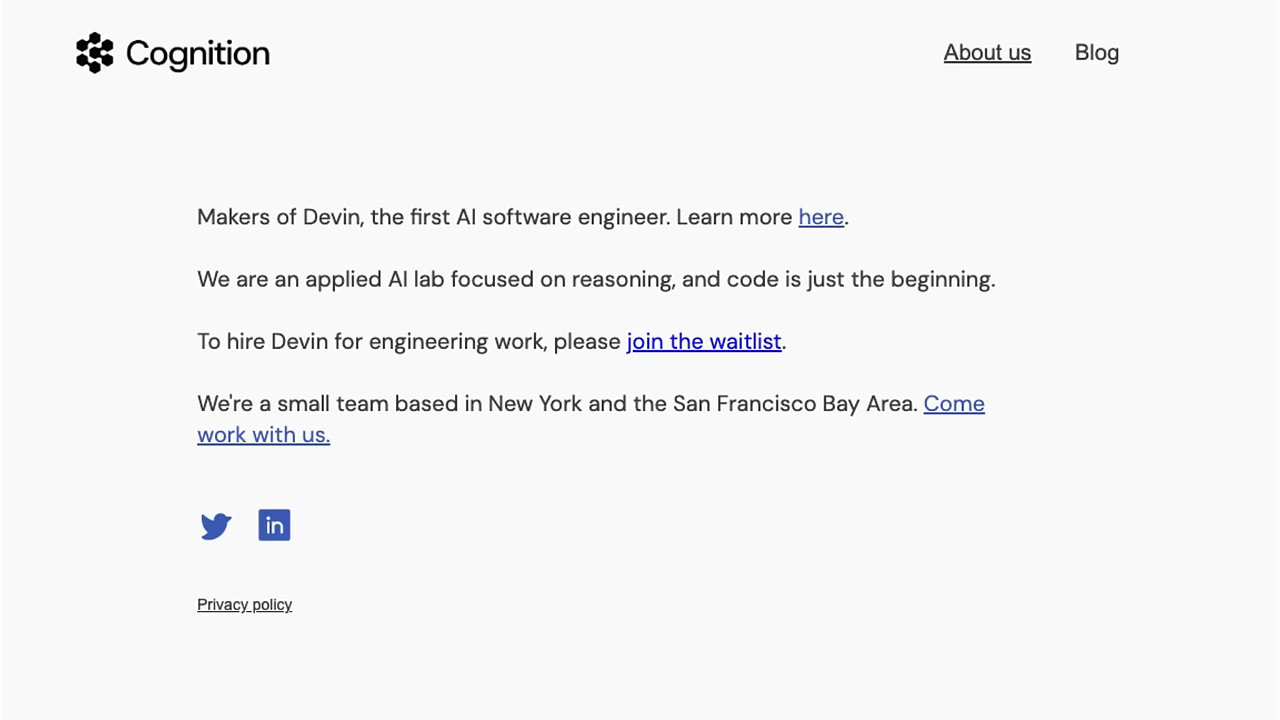 Cognition
About us
Blog
Makers of Devin, the first AI software engineer. Learn more here.
We are an applied AI lab focused on reasoning, and code is just the beginning.
To hire Devin for engineering work, please join the waitlist.
We're a small team based in New York and the San Francisco Bay Area. Come
work with us.
in
Privacy policy